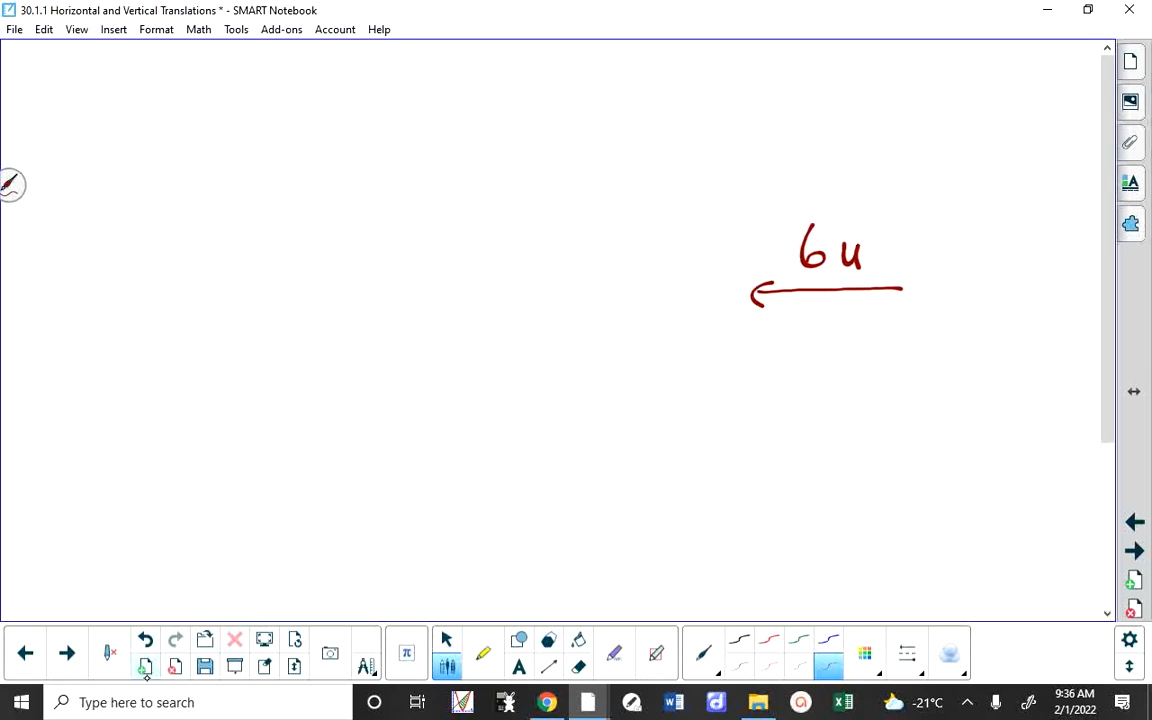 30.1.1 Horizontal and Vertical Translations * - SMART Notebook
File Edit View Insert Format Math Tools Add-ons Account Help
6 u
π
A
Type here to search
-21°C
9:36 AM
2/1/2022